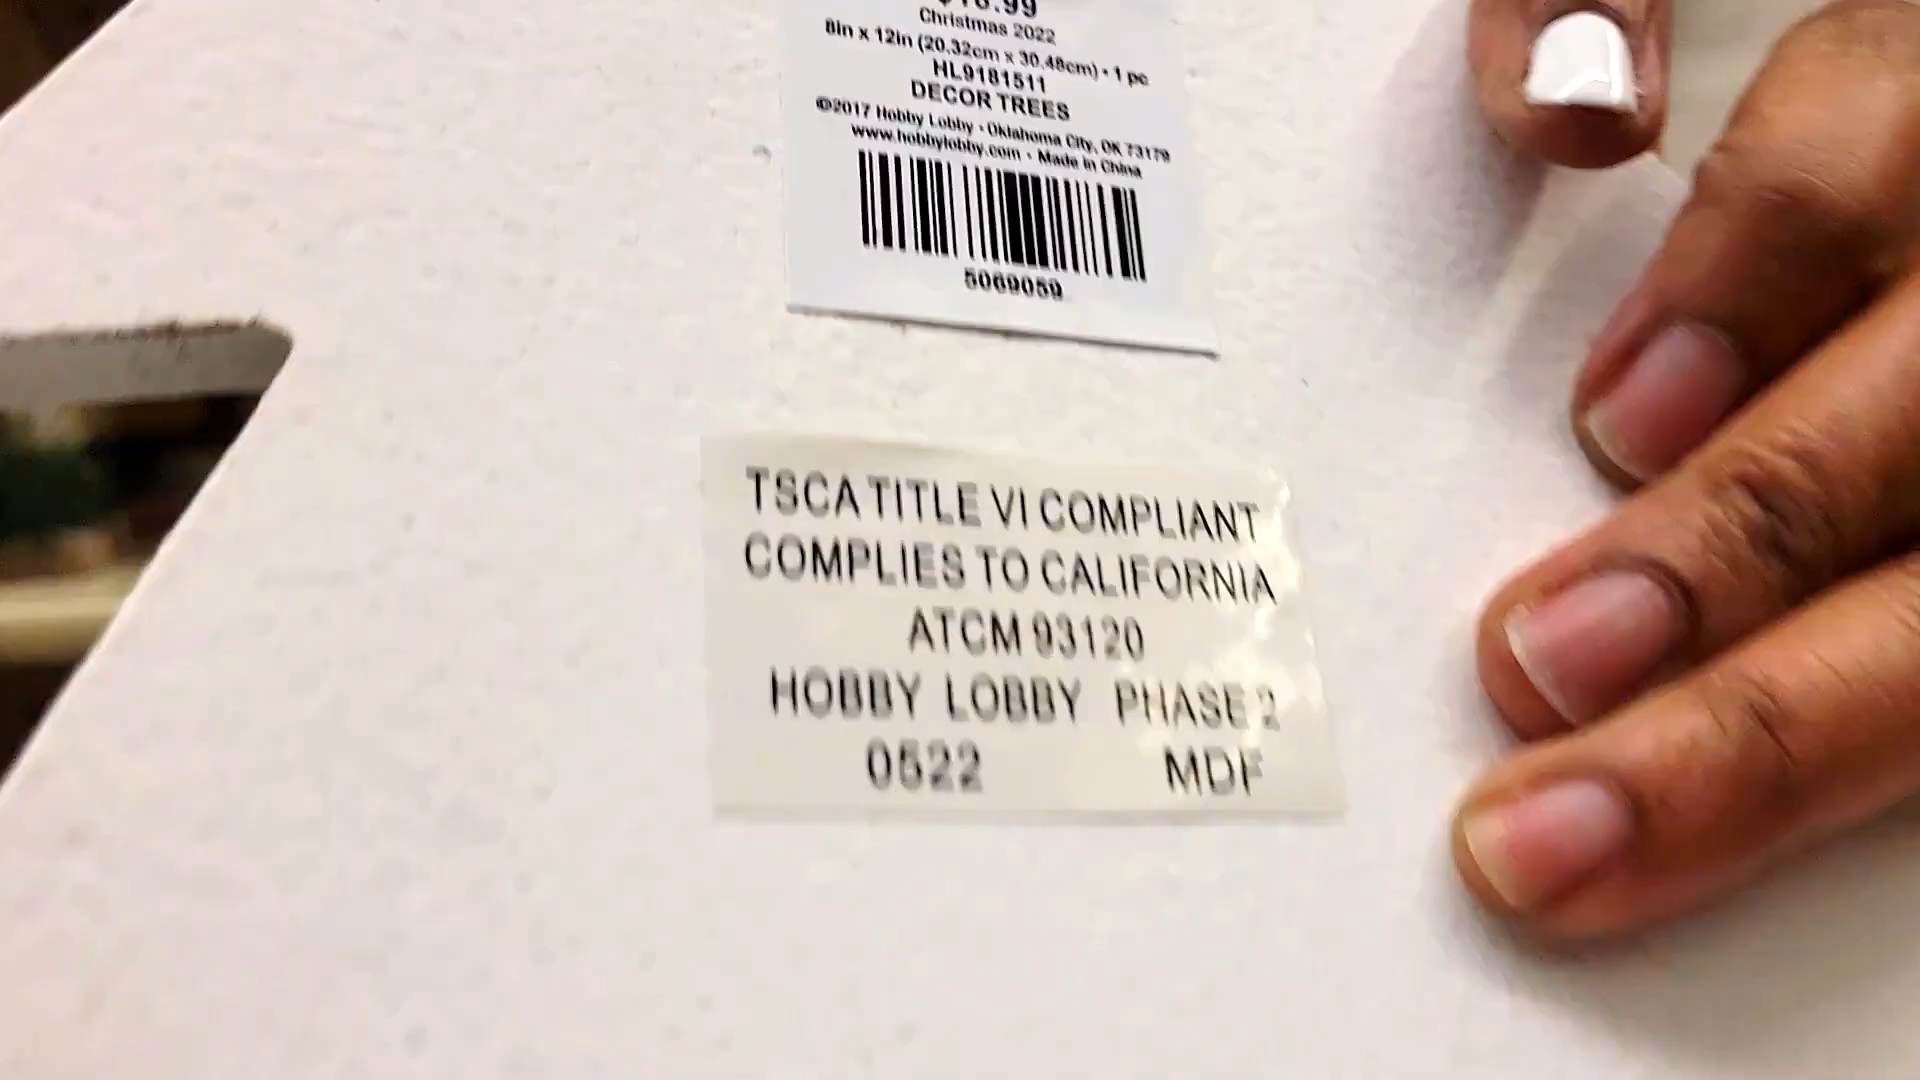 Christmas 2022
8in x 12in (20.32cm x 30.48cm) • 1 pc
HL9181511
DECOR TREES
©2017 Hobby Lobby • Oklahoma City, OK 73179
www.hobbylobby.com • Made in China
5069059
TSCA TITLE VI COMPLIANT
COMPLIES TO CALIFORNIA
ATCM 93120
HOBBY LOBBY PHASE 2
0522 MDF